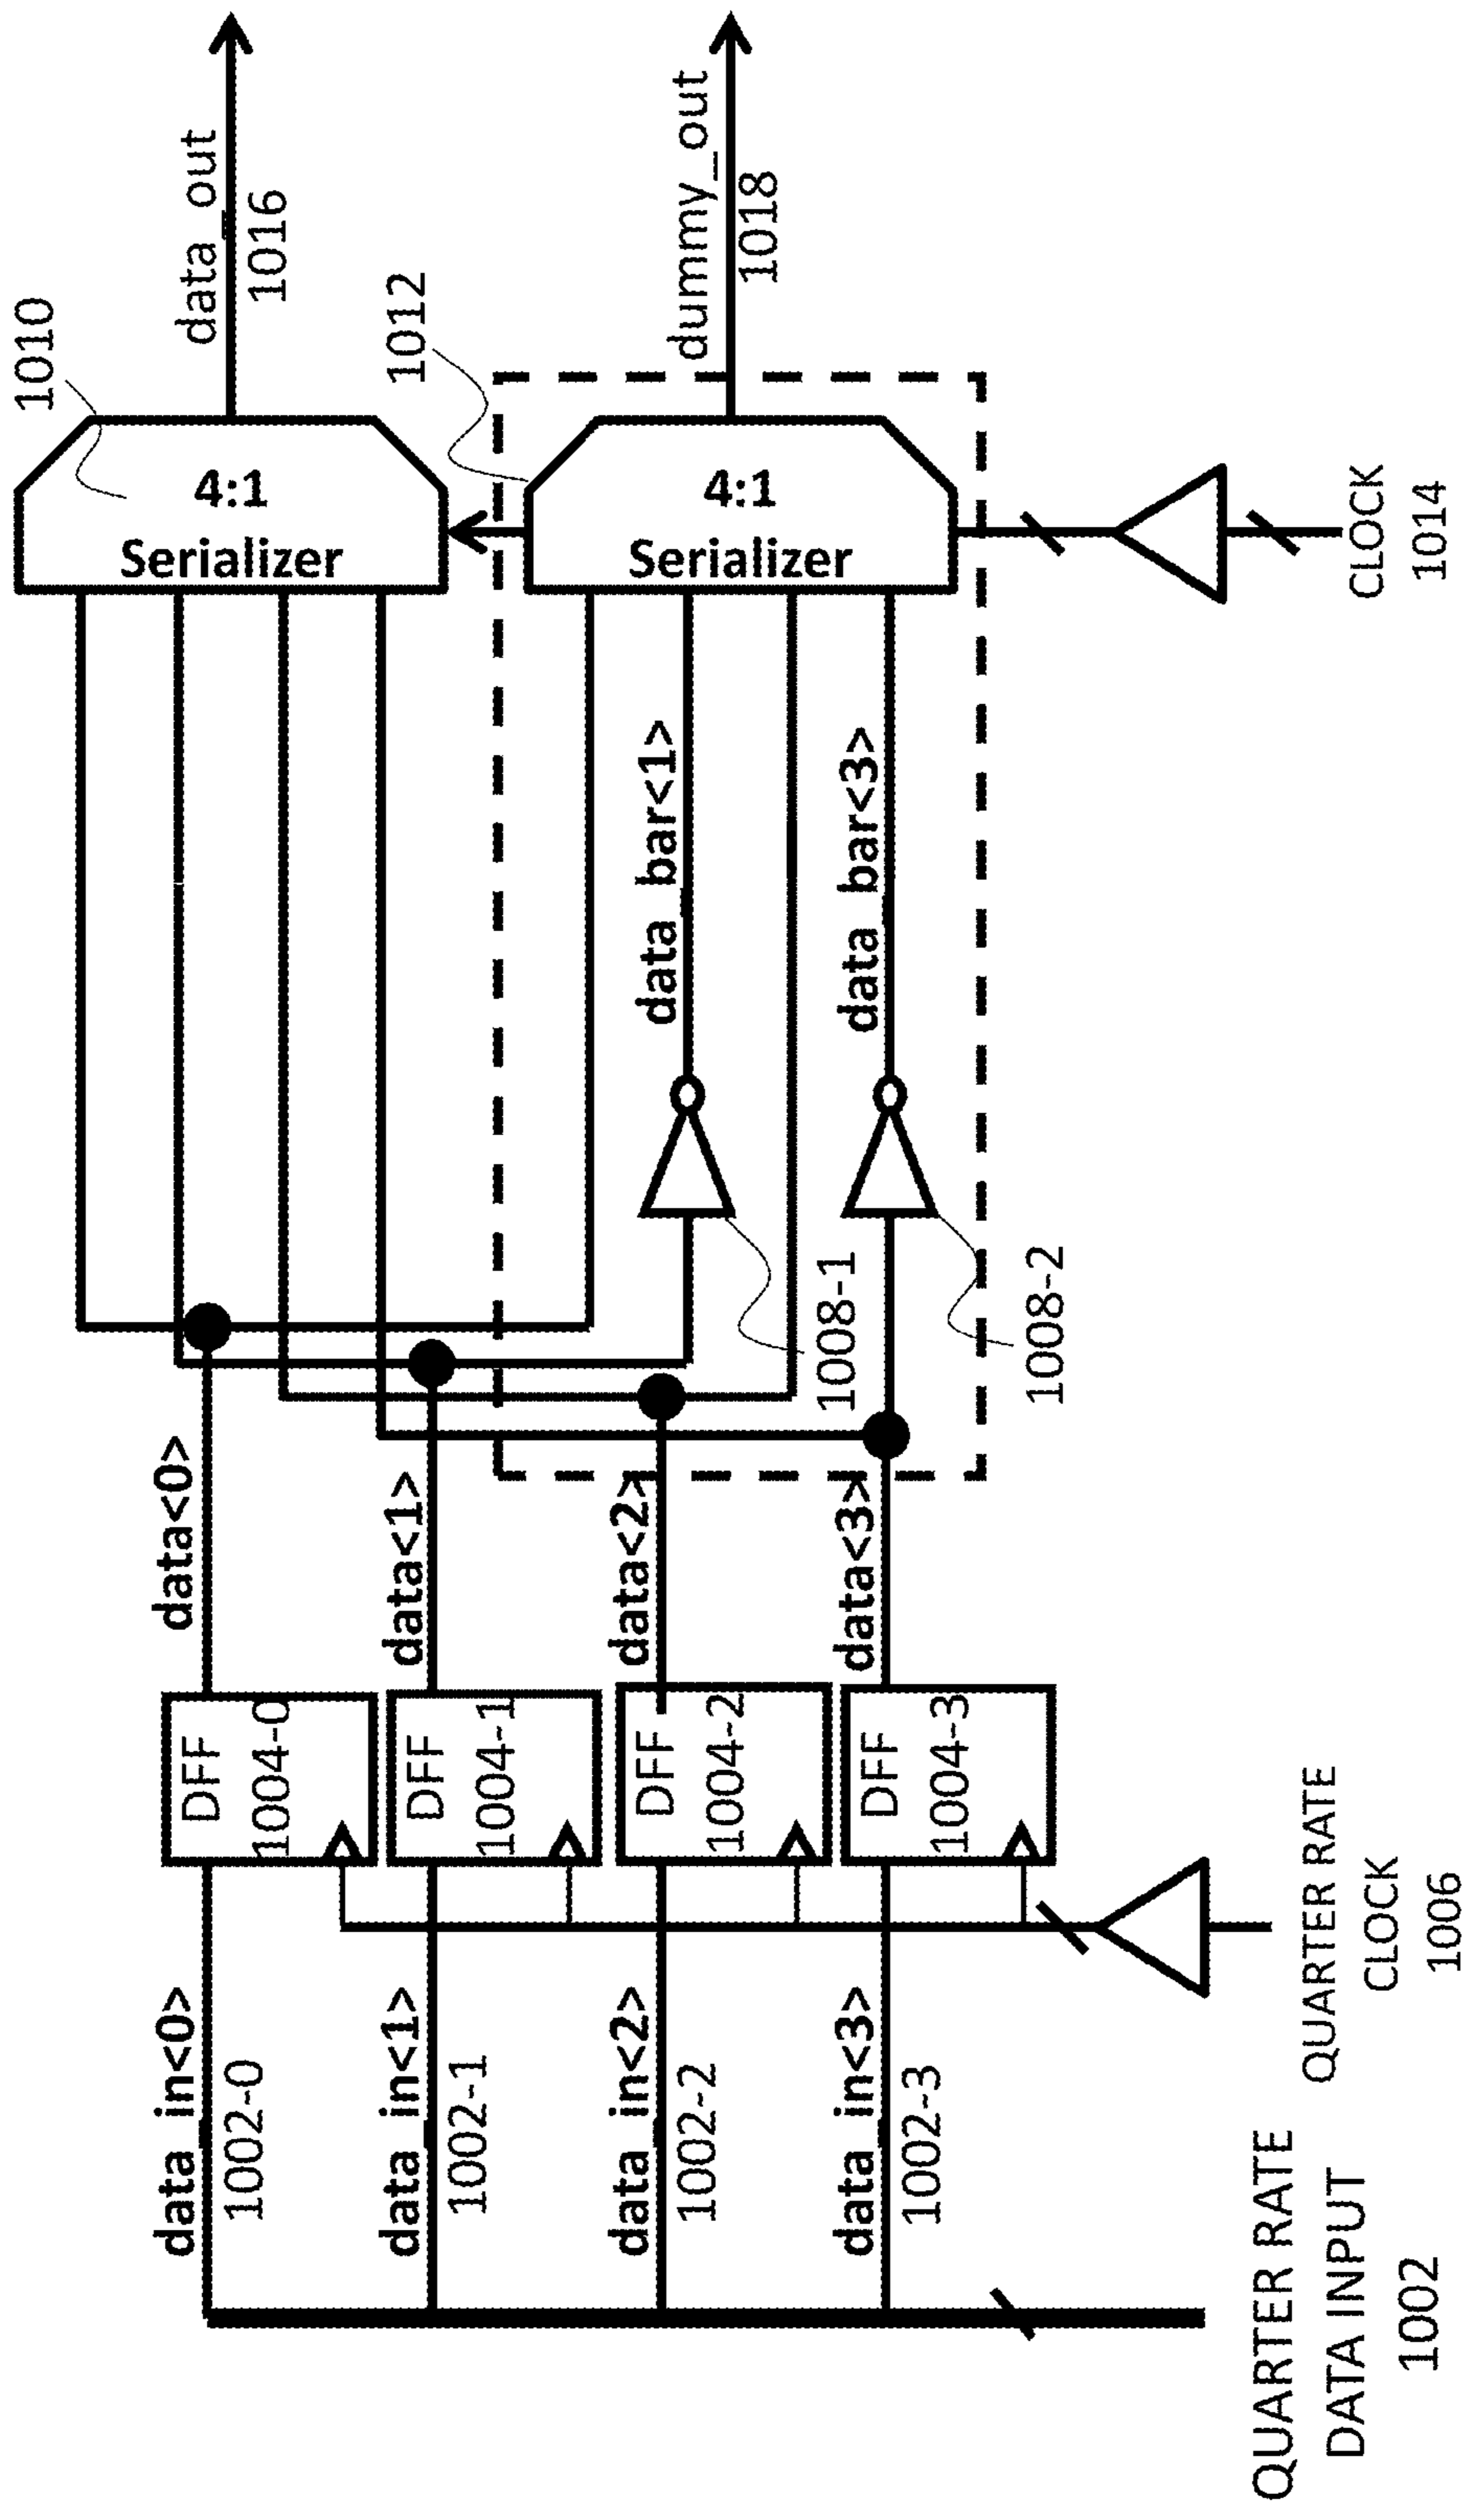 QUARTER RATE
DATA INPUT
1002
data_in<0>
1002-0
data_in<1>
1002-1
data_in<2>
1002-2
data_in<3>
1002-3
QUARTER RATE
CLOCK
1006
DFF
1004-0
DFF
1004-1
DFF
1004-2
DFF
1004-3
data<0>
data<1>
data<2>
data<3>
1008-1
1008-2
data_bar<1>
data_bar<3>
4:1
Serializer
1010
4:1
Serializer
1012
CLOCK
1014
data_out
1016
dummy_out
1018